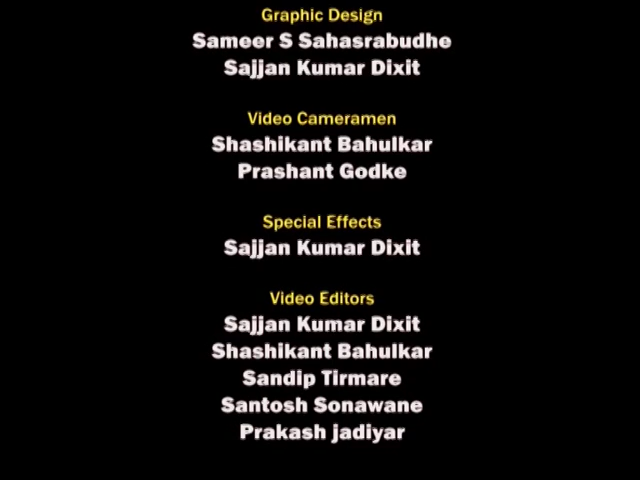 Graphic Design
Sameer S Sahasrabudhe
Sajjan Kumar Dixit
Video Cameramen
Shashikant Bahulkar
Prashant Godke
Special Effects
Sajjan Kumar Dixit
Video Editors
Sajjan Kumar Dixit
Shashikant Bahulkar
Sandip Tirmare
Santosh Sonawane
Prakash jadiyar